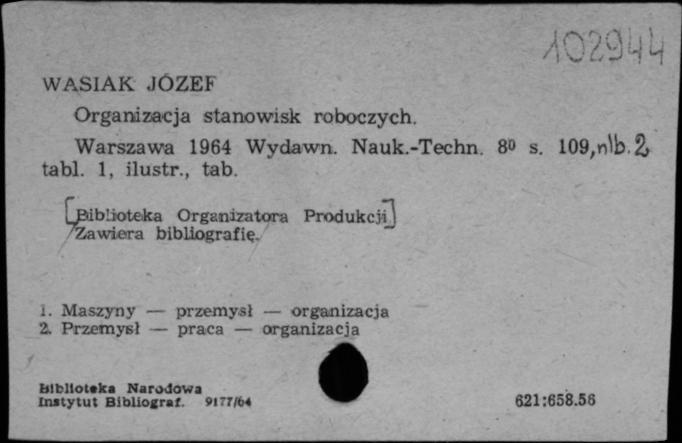 102944
WASIAK JÓZEF
Organizacja stanowisk roboczych.
Warszawa 1964 Wydawn. Nauk.-Techn. 8⁰ s. 109, nlb. 2
tabl. 1, ilustr., tab.
[Biblioteka Organizatora Produkcji]
/Zawiera bibliografię./
1. Maszyny — przemysł — organizacja
2. Przemysł — praca — organizacja
Biblioteka Narodowa
Instytut Bibliograf. 9177/64
621:658.56